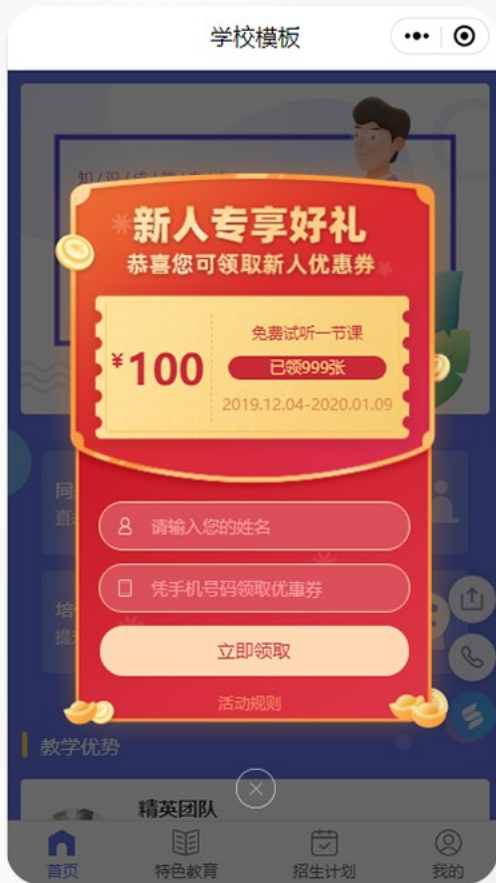 学校模板
新人专享好礼
恭喜您可领取新人优惠券
¥100
免费试听一节课
已领999张
2019.12.04-2020.01.09
请输入您的姓名
凭手机号码领取优惠券
立即领取
活动规则
教学优势
精英团队
首页
特色教育
招生计划
我的